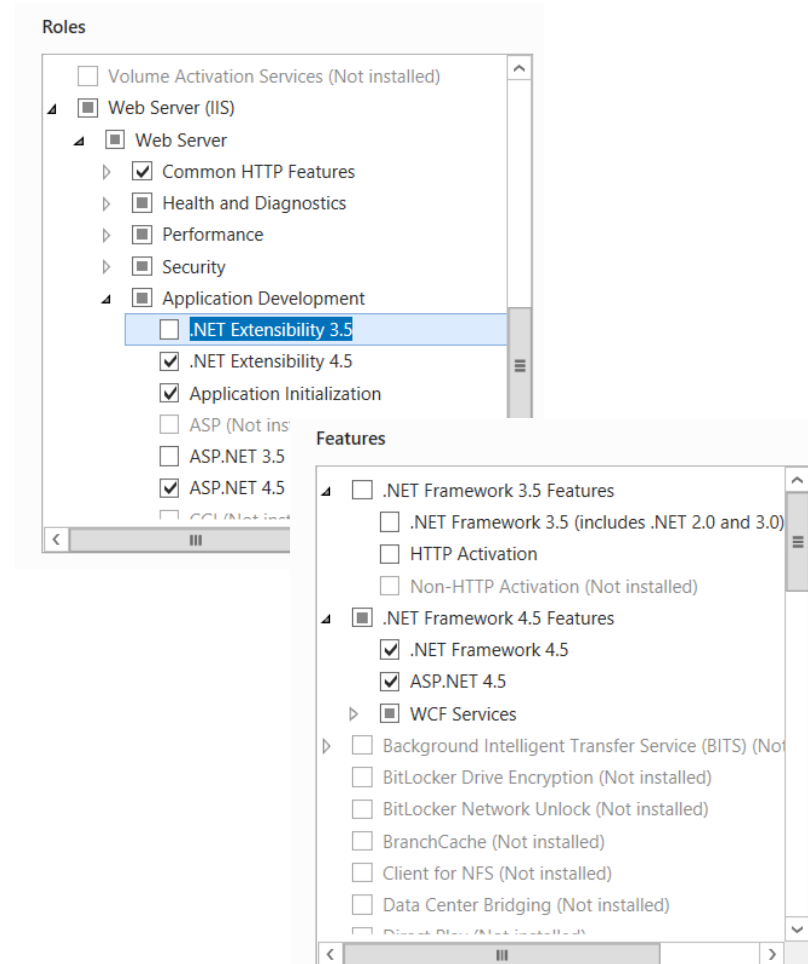 Roles
Volume Activation Services (Not installed)
Web Server (IIS)
Web Server
Common HTTP Features
Health and Diagnostics
Performance
Security
Application Development
.NET Extensibility 3.5
.NET Extensibility 4.5
Application Initialization
ASP (Not ins
ASP.NET 3.5
ASP.NET 4.5
Features
.NET Framework 3.5 Features
.NET Framework 3.5 (includes .NET 2.0 and 3.0)
HTTP Activation
Non-HTTP Activation (Not installed)
.NET Framework 4.5 Features
.NET Framework 4.5
ASP.NET 4.5
WCF Services
Background Intelligent Transfer Service (BITS) (Not
BitLocker Drive Encryption (Not installed)
BitLocker Network Unlock (Not installed)
BranchCache (Not installed)
Client for NFS (Not installed)
Data Center Bridging (Not installed)